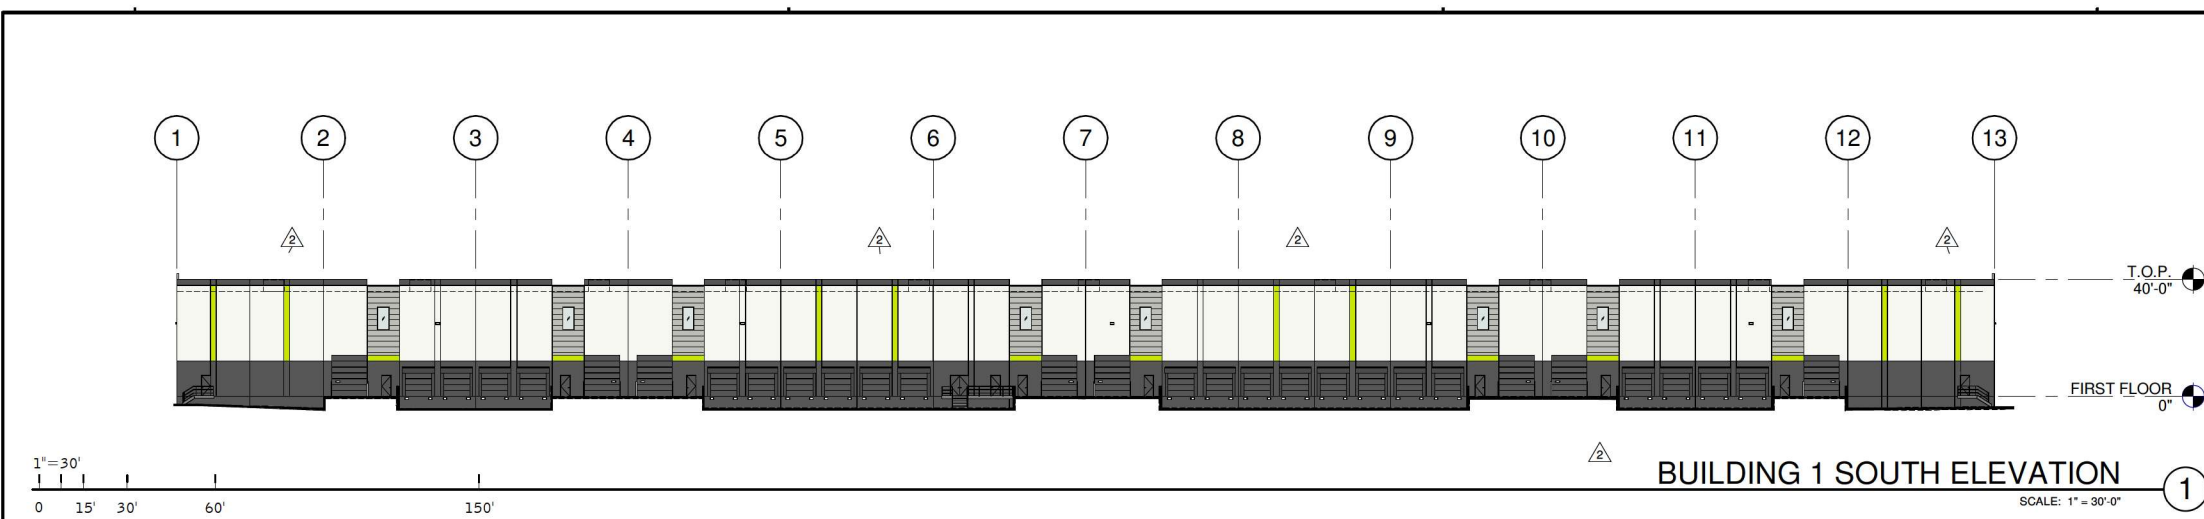 1 2 3 4 5 6 7 8 9 10 11 12 13
2 2 2 2
T.O.P.
40'-0"
FIRST FLOOR
0"
2
1"=30'
0 15' 30' 60' 150'
BUILDING 1 SOUTH ELEVATION
SCALE: 1" = 30'-0"
1